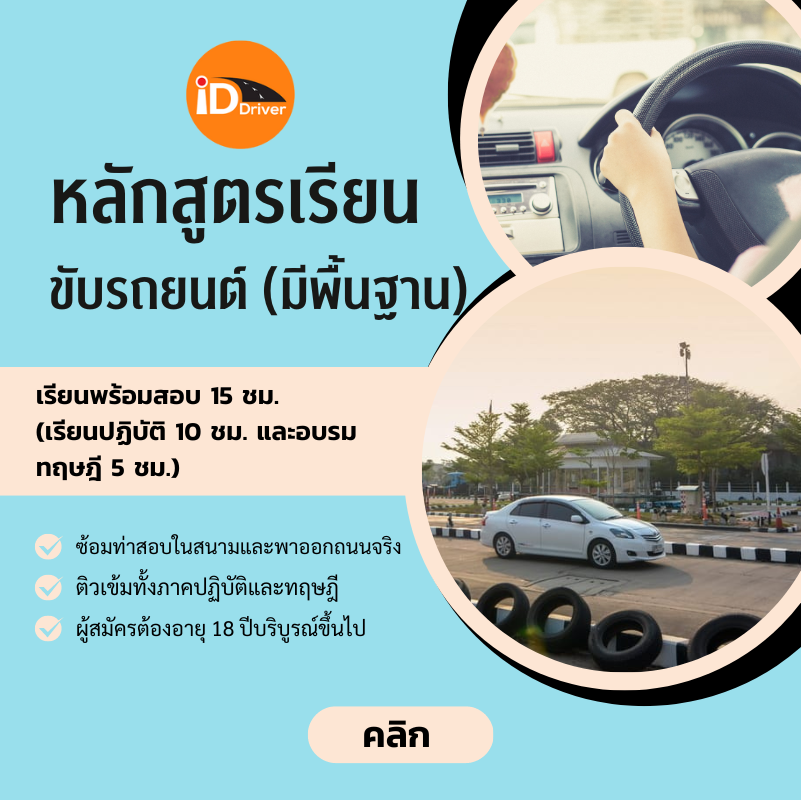 iD
Driver
หลักสูตรเรียน
ขับรถยนต์ (มีพื้นฐาน)
เรียนพร้อมสอบ 15 ชม.
(เรียนปฏิบัติ 10 ชม. และอบรม
ทฤษฎี 5 ชม.)
ซ้อมท่าสอบในสนามและพาออกถนนจริง
ติวเข้มทั้งภาคปฏิบัติและทฤษฎี
ผู้สมัครต้องอายุ 18 ปีบริบูรณ์ขึ้นไป
คลิก